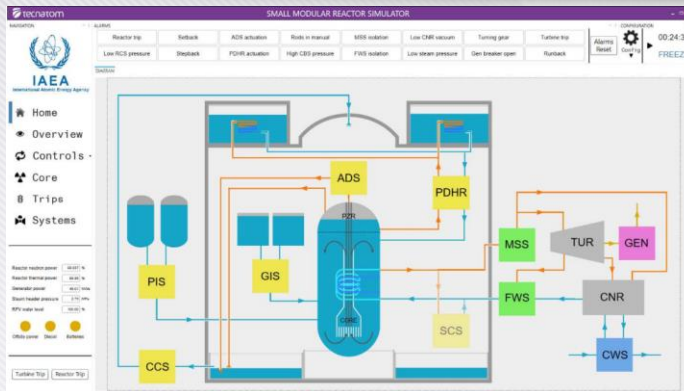 tecnatom
SMALL MODULAR REACTOR SIMULATOR
NAVIGATION
ALARMS
CONFIGURATION
Reactor trip
Setback
ADS actuation
Rods in manual
MSS isolation
Low CNR vacuum
Turning gear
Turbine trip
Low RCS pressure
Stepback
PDHR actuation
High CBS pressure
FWS isolation
Low steam pressure
Gen breaker open
Runback
Alarms
Reset
Config
00:24:3
FREEZ
DIAGRAM
IAEA
International Atomic Energy Agency
Home
Overview
Controls
Core
Trips
Systems
Reactor neutron power
%
Reactor thermal power
%
Generator power
Steam header pressure
MPa
RPV water level
%
Offsite power
Diesel
Batteries
Turbine Trip
Reactor Trip
ADS
PDHR
PZR
PIS
GIS
CORE
SCS
CCS
MSS
TUR
GEN
FWS
CNR
CWS